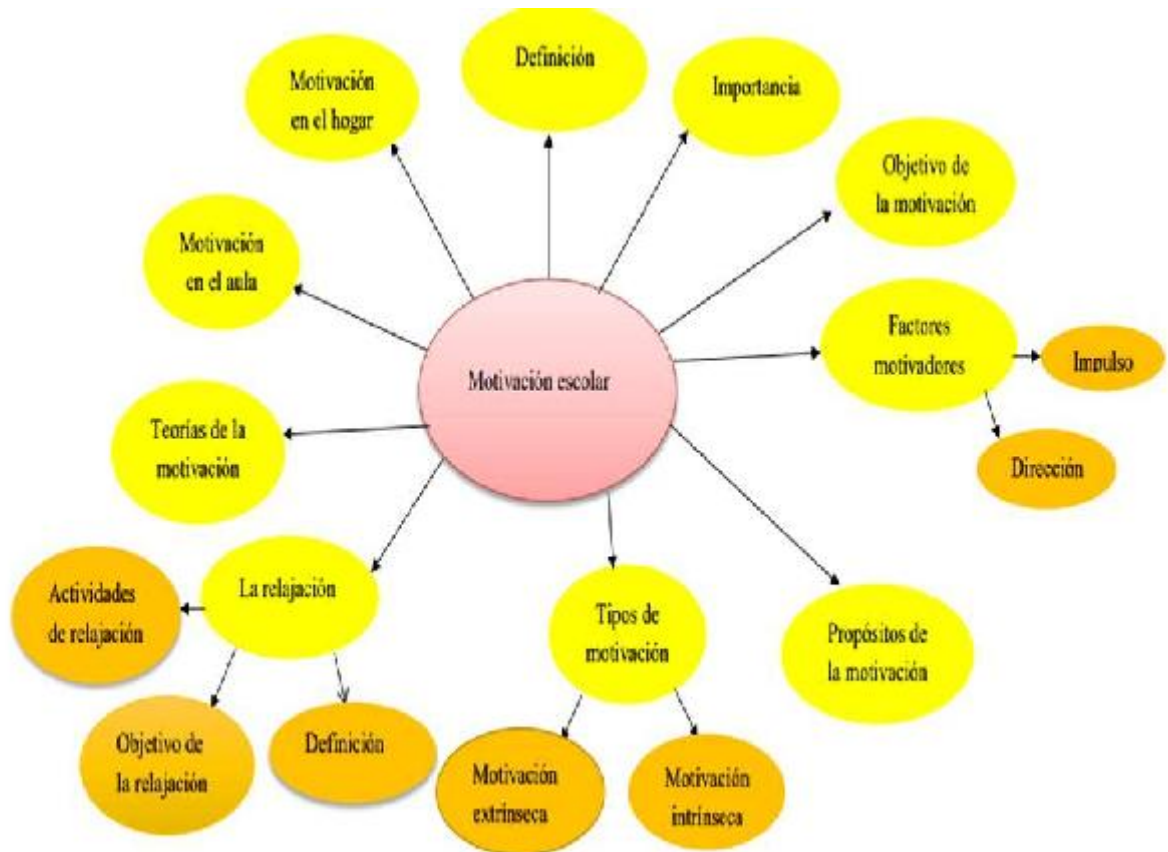 Definición
Motivación
en el hogar
Importancia
Objetivo de
la motivación
Motivación
en el aula
Factores
motivadores
Impulso
Motivación escolar
Teorías de la
motivación
Dirección
La relajación
Actividades
de relajación
Tipos de
motivación
Propósitos de
la motivación
Objetivo de
la relajación
Definición
Motivación
extrínseca
Motivación
intrínseca